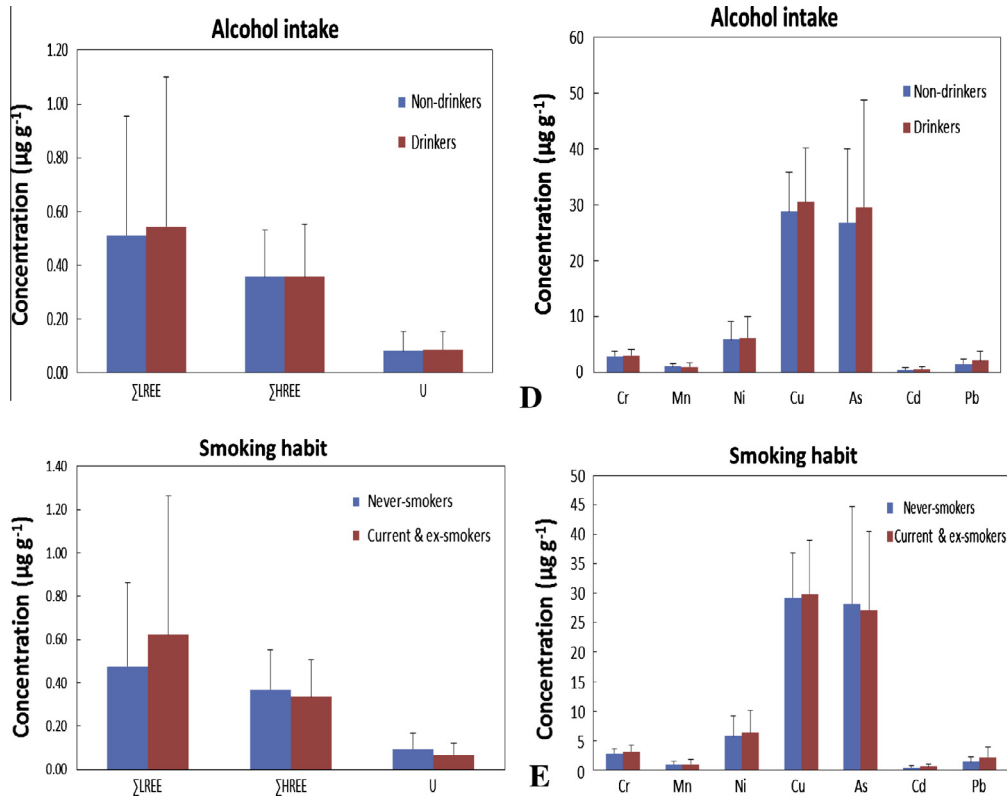 Alcohol intake
Concentration (µg g⁻¹)
1.20
1.00
0.80
0.60
0.40
0.20
0.00
Non-drinkers
Drinkers
∑LREE ∑HREE U
Alcohol intake
Concentration (µg g⁻¹)
60
50
40
30
20
10
0
Non-drinkers
Drinkers
Cr Mn Ni Cu As Cd Pb
D
Smoking habit
Concentration (µg g⁻¹)
1.40
1.20
1.00
0.80
0.60
0.40
0.20
0.00
Never-smokers
Current & ex-smokers
∑LREE ∑HREE U
Smoking habit
Concentration (µg g⁻¹)
50
45
40
35
30
25
20
15
10
5
0
Never-smokers
Current & ex-smokers
Cr Mn Ni Cu As Cd Pb
E